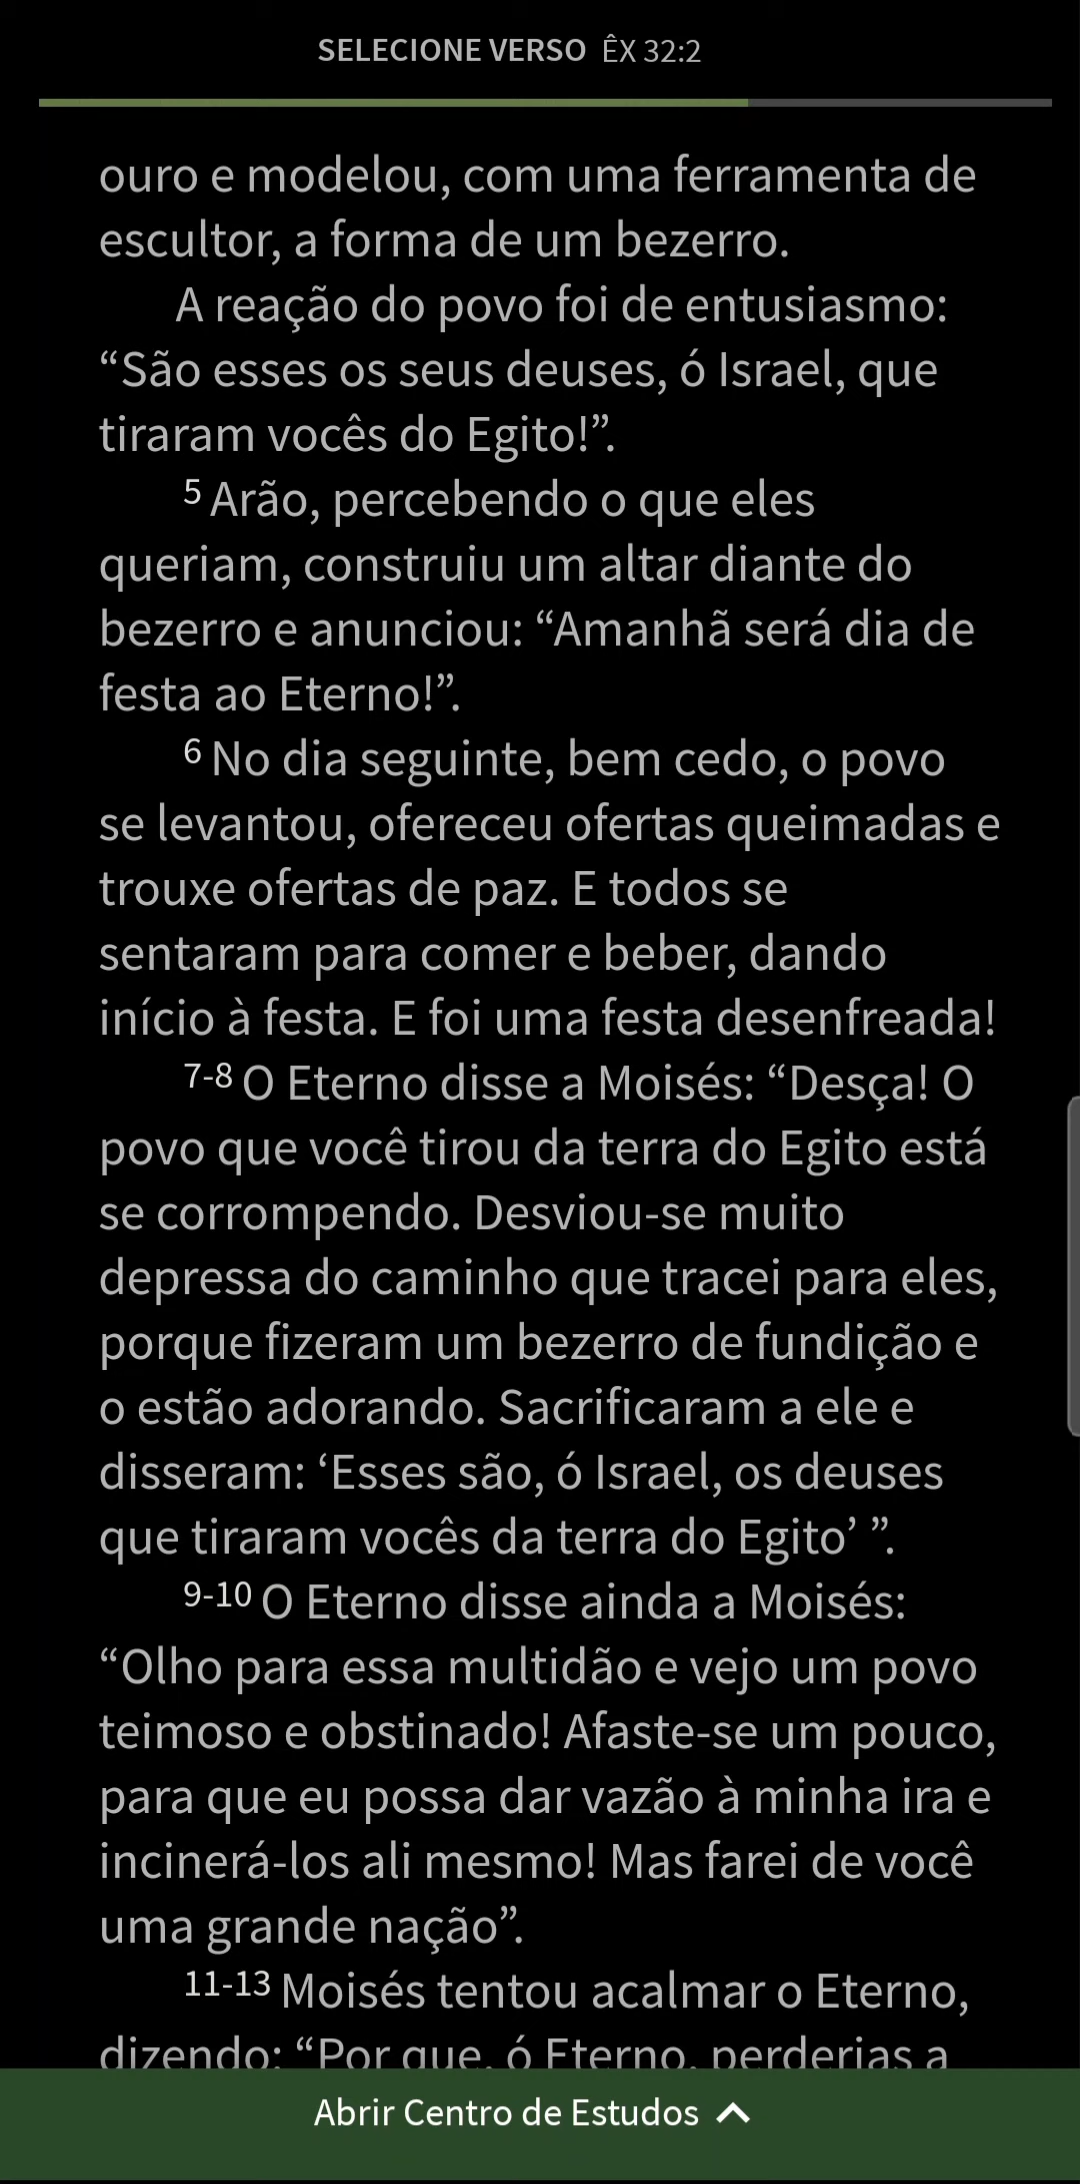 SELECIONE VERSO ÊX 32:2
ouro e modelou, com uma ferramenta de
escultor, a forma de um bezerro.
A reação do povo foi de entusiasmo:
“São esses os seus deuses, ó Israel, que
tiraram vocês do Egito!”.
5 Arão, percebendo o que eles
queriam, construiu um altar diante do
bezerro e anunciou: “Amanhã será dia de
festa ao Eterno!”.
6 No dia seguinte, bem cedo, o povo
se levantou, ofereceu ofertas queimadas e
trouxe ofertas de paz. E todos se
sentaram para comer e beber, dando
início à festa. E foi uma festa desenfreada!
7-8 O Eterno disse a Moisés: “Desça! O
povo que você tirou da terra do Egito está
se corrompendo. Desviou-se muito
depressa do caminho que tracei para eles,
porque fizeram um bezerro de fundição e
o estão adorando. Sacrificaram a ele e
disseram: ‘Esses são, ó Israel, os deuses
que tiraram vocês da terra do Egito’ ”.
9-10 O Eterno disse ainda a Moisés:
“Olho para essa multidão e vejo um povo
teimoso e obstinado! Afaste-se um pouco,
para que eu possa dar vazão à minha ira e
incinerá-los ali mesmo! Mas farei de você
uma grande nação”.
11-13 Moisés tentou acalmar o Eterno,
dizendo: “Por que, ó Eterno, perderias a
Abrir Centro de Estudos